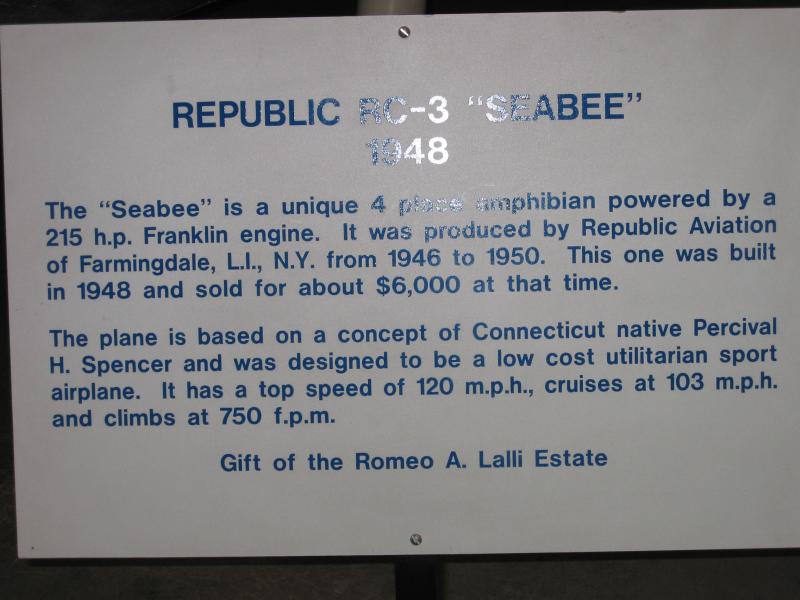 REPUBLIC RC-3 "SEABEE"
1948
The "Seabee" is a unique 4 place amphibian powered by a
215 h.p. Franklin engine. It was produced by Republic Aviation
of Farmingdale, L.I., N.Y. from 1946 to 1950. This one was built
in 1948 and sold for about $6,000 at that time.
The plane is based on a concept of Connecticut native Percival
H. Spencer and was designed to be a low cost utilitarian sport
airplane. It has a top speed of 120 m.p.h., cruises at 103 m.p.h.
and climbs at 750 f.p.m.
Gift of the Romeo A. Lalli Estate